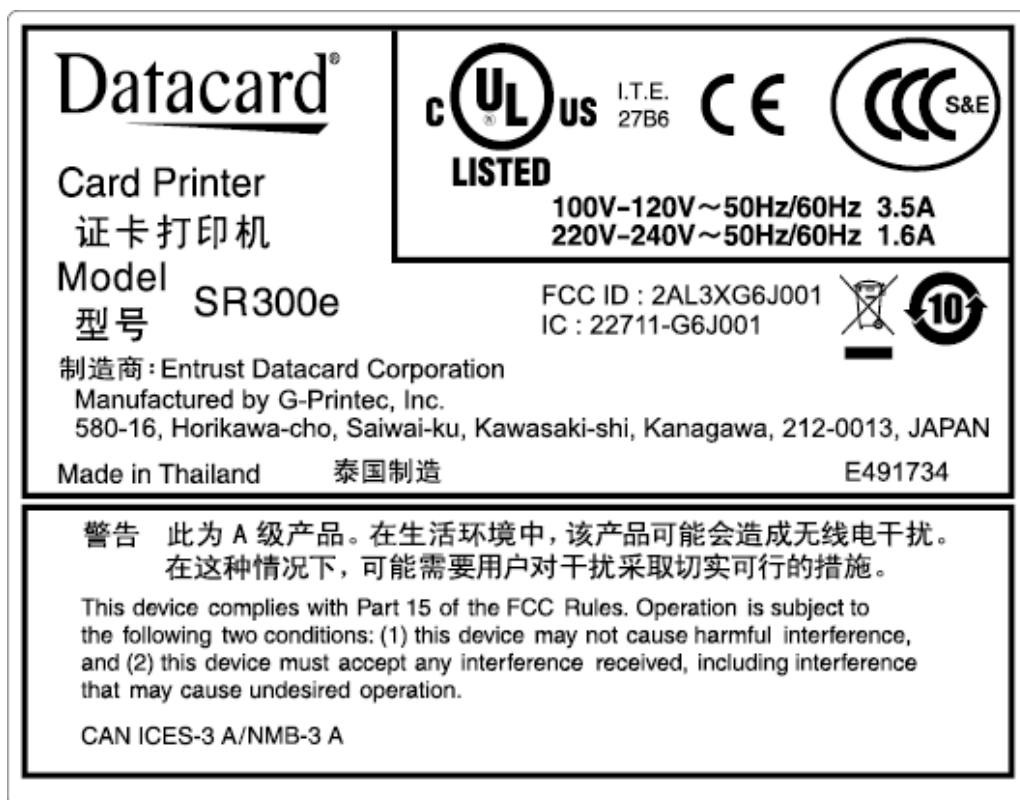 Datacard®
Card Printer
证卡打印机
Model
型号
SR300e
C UL® US
LISTED
I.T.E.
27B6
CE
CCC S&E
100V-120V～50Hz/60Hz 3.5A
220V-240V～50Hz/60Hz 1.6A
FCC ID : 2AL3XG6J001
IC : 22711-G6J001
10
制造商：Entrust Datacard Corporation
Manufactured by G-Printec, Inc.
580-16, Horikawa-cho, Saiwai-ku, Kawasaki-shi, Kanagawa, 212-0013, JAPAN
Made in Thailand 泰国制造 E491734
警告 此为 A 级产品。在生活环境中，该产品可能会造成无线电干扰。
在这种情况下，可能需要用户对干扰采取切实可行的措施。
This device complies with Part 15 of the FCC Rules. Operation is subject to
the following two conditions: (1) this device may not cause harmful interference,
and (2) this device must accept any interference received, including interference
that may cause undesired operation.
CAN ICES-3 A/NMB-3 A